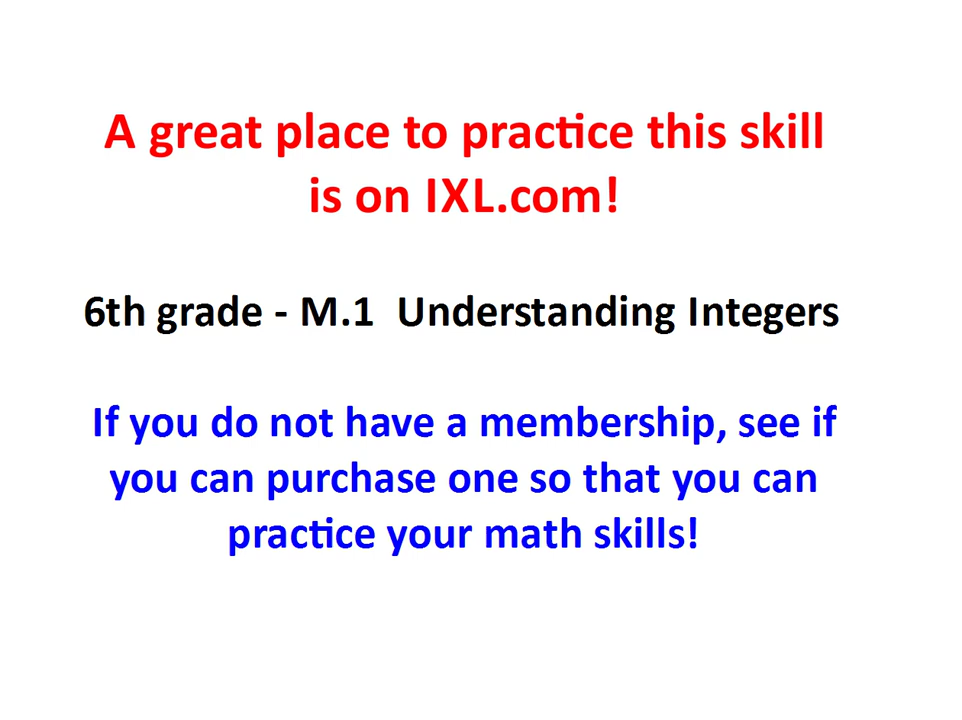 A great place to practice this skill
is on IXL.com!
6th grade - M.1  Understanding Integers
If you do not have a membership, see if
you can purchase one so that you can
practice your math skills!